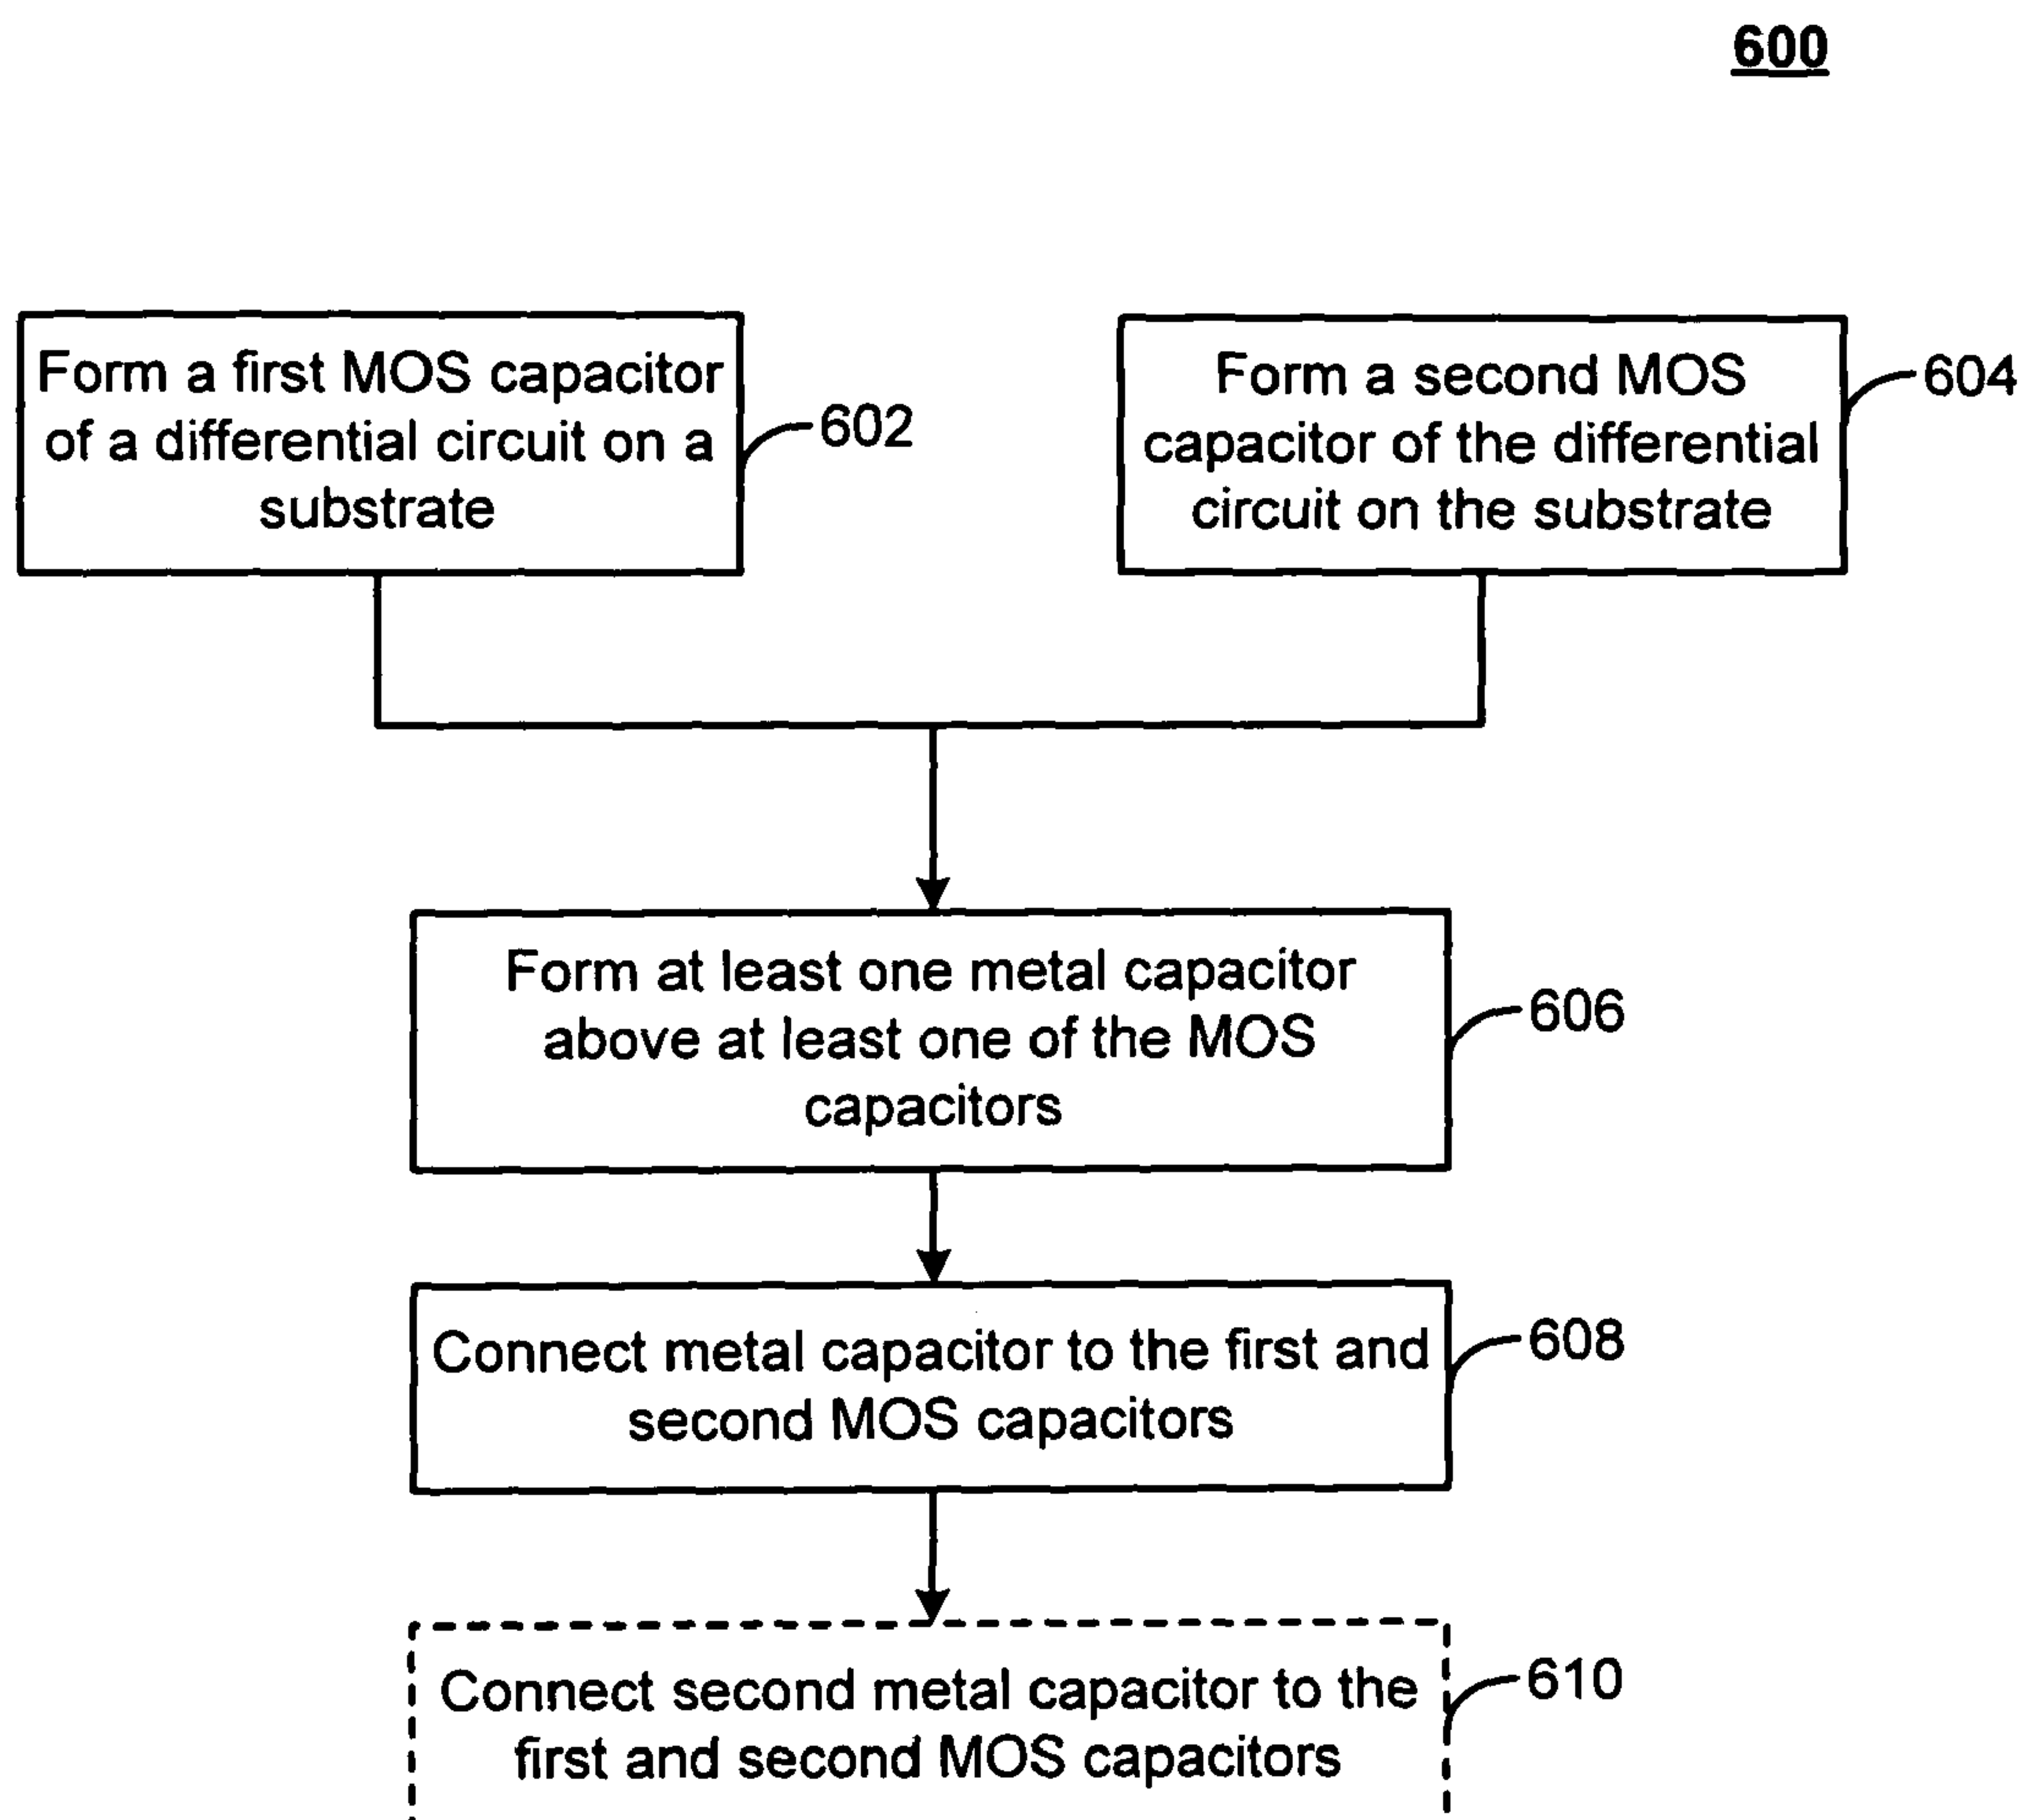 600
Form a first MOS capacitor
of a differential circuit on a
substrate
602
Form a second MOS
capacitor of the differential
circuit on the substrate
604
Form at least one metal capacitor
above at least one of the MOS
capacitors
606
Connect metal capacitor to the first and
second MOS capacitors
608
Connect second metal capacitor to the
first and second MOS capacitors
610